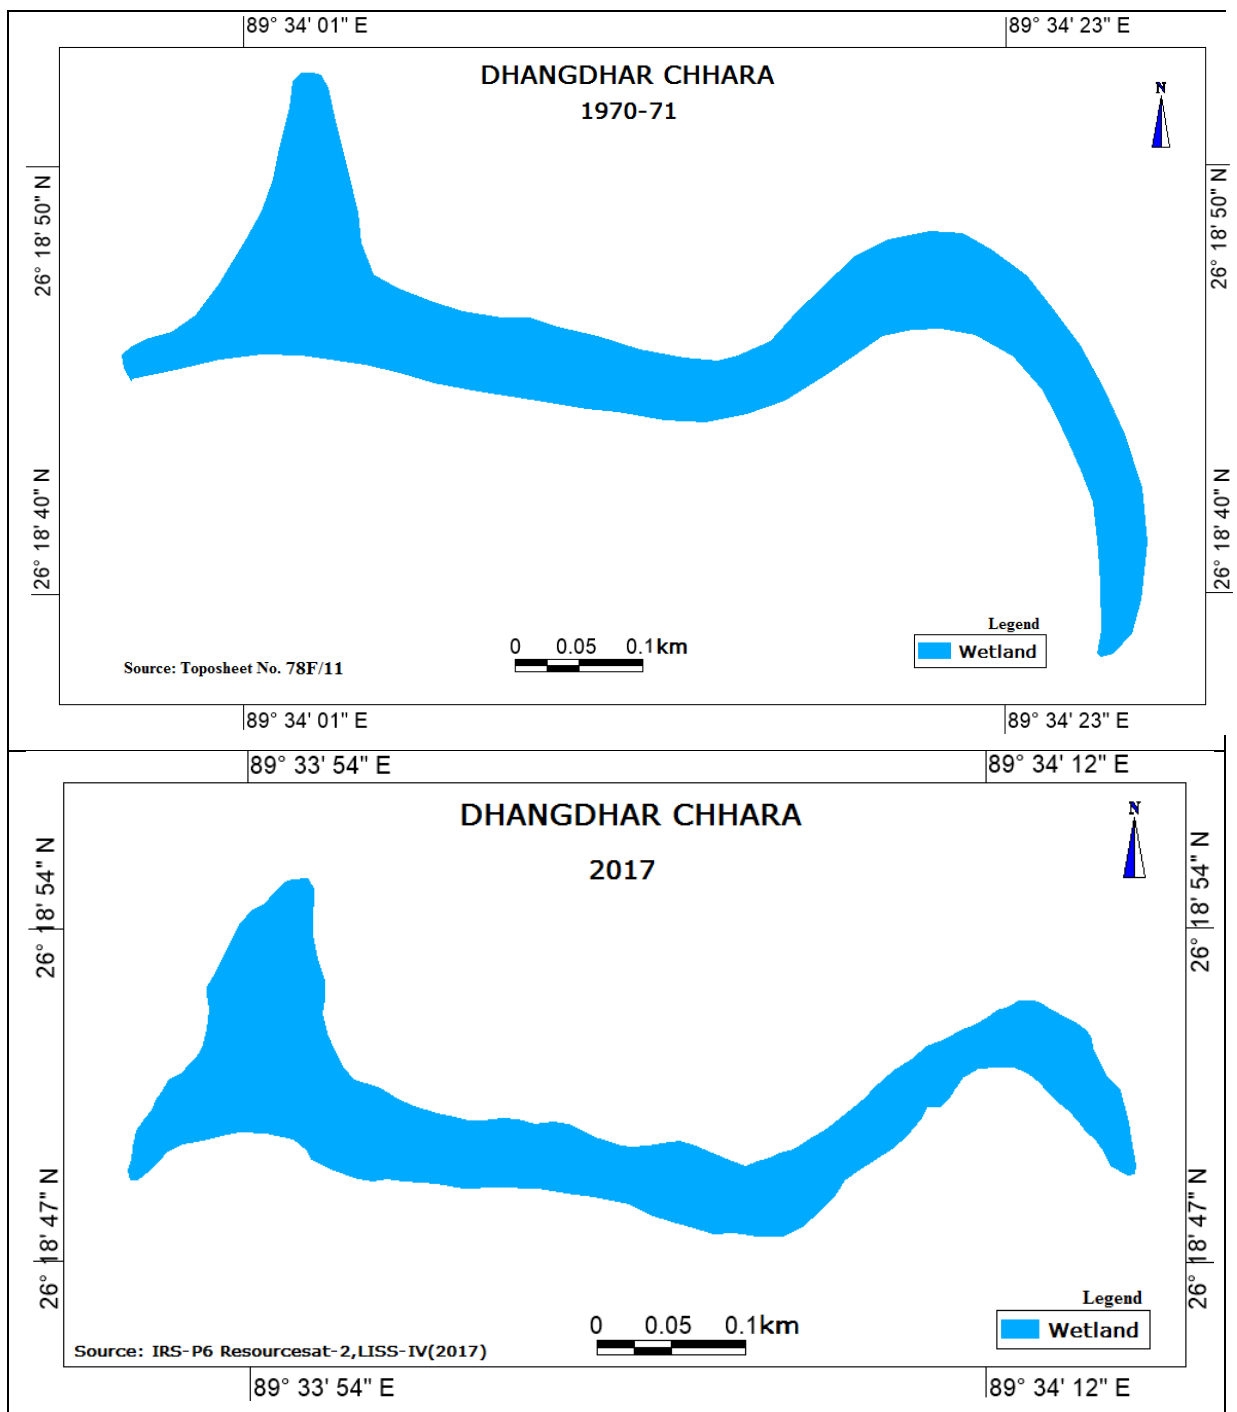 89° 34' 01" E
89° 34' 23" E
DHANGDHAR CHHARA
1970-71
N
26° 18' 50" N
26° 18' 50" N
26° 18' 40" N
26° 18' 40" N
Legend
Wetland
0 0.05 0.1km
Source: Toposheet No. 78F/11
89° 34' 01" E
89° 34' 23" E
89° 33' 54" E
89° 34' 12" E
DHANGDHAR CHHARA
2017
N
26° 18' 54" N
26° 18' 54" N
26° 18' 47" N
26° 18' 47" N
Legend
Wetland
0 0.05 0.1km
Source: IRS-P6 Resourcesat-2,LISS-IV(2017)
89° 33' 54" E
89° 34' 12" E